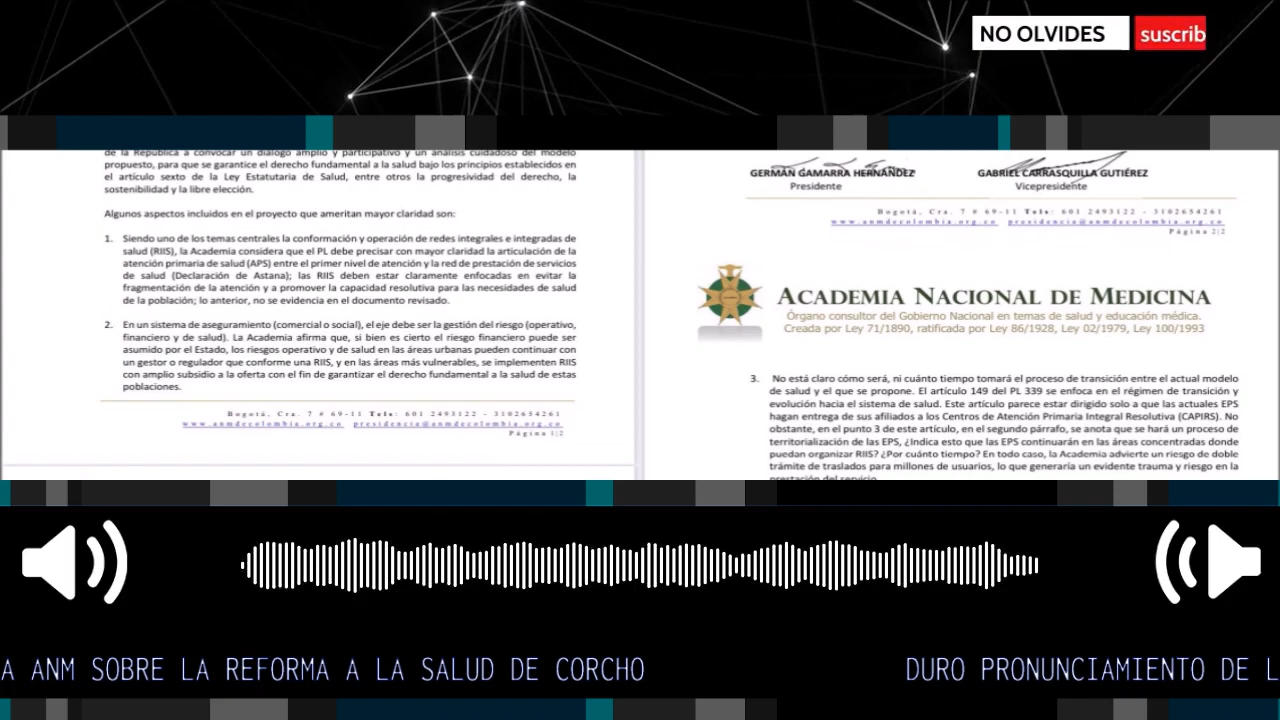 NO OLVIDES
suscrib
de la República a convocar un diálogo amplio y participativo y un análisis cuidadoso del modelo
propuesto, para que se garantice el derecho fundamental a la salud bajo los principios establecidos en
el artículo sexto de la Ley Estatutaria de Salud, entre otros la progresividad del derecho, la
sostenibilidad y la libre elección.
Algunos aspectos incluidos en el proyecto que ameritan mayor claridad son:
1. Siendo uno de los temas centrales la conformación y operación de redes integrales e integradas de
salud (RIIS), la Academia considera que el PL debe precisar con mayor claridad la articulación de la
atención primaria de salud (APS) entre el primer nivel de atención y la red de prestación de servicios
de salud (Declaración de Astana); las RIIS deben estar claramente enfocadas en evitar la
fragmentación de la atención y a promover la capacidad resolutiva para las necesidades de salud
de la población; lo anterior, no se evidencia en el documento revisado.
2. En un sistema de aseguramiento (comercial o social), el eje debe ser la gestión del riesgo (operativo,
financiero y de salud). La Academia afirma que, si bien es cierto el riesgo financiero puede ser
asumido por el Estado, los riesgos operativo y de salud en las áreas urbanas pueden continuar con
un gestor o regulador que conforme una RIIS, y en las áreas más vulnerables, se implementen RIIS
con amplio subsidio a la oferta con el fin de garantizar el derecho fundamental a la salud de estas
poblaciones.
Bogotá, Cra. 7 # 69-11 Tels: 601 2493122 - 3102654261
www.anmdecolombia.org.co presidencia@anmdecolombia.org.co
Página 1|2
GERMÁN GAMARRA HERNÁNDEZ GABRIEL CARRASQUILLA GUTIÉRREZ
Presidente Vicepresidente
Bogotá, Cra. 7 # 69-11 Tels: 601 2493122 - 3102654261
www.anmdecolombia.org.co presidencia@anmdecolombia.org.co
Página 2|2
ACADEMIA NACIONAL DE MEDICINA
Órgano consultor del Gobierno Nacional en temas de salud y educación médica.
Creada por Ley 71/1890, ratificada por Ley 86/1928, Ley 02/1979, Ley 100/1993
3. No está claro cómo será, ni cuánto tiempo tomará el proceso de transición entre el actual modelo
de salud y el que se propone. El artículo 149 del PL 339 se enfoca en el régimen de transición y
evolución hacia el sistema de salud. Este artículo parece estar dirigido solo a que las actuales EPS
hagan entrega de sus afiliados a los Centros de Atención Primaria Integral Resolutiva (CAPIRS). No
obstante, en el punto 3 de este artículo, en el segundo párrafo, se anota que se hará un proceso de
territorialización de las EPS, ¿Indica esto que las EPS continuarán en las áreas concentradas donde
puedan organizar RIIS? ¿Por cuánto tiempo? En todo caso, la Academia advierte un riesgo de doble
trámite de traslados para millones de usuarios, lo que generaría un evidente trauma y riesgo en la
prestación del servicio.
A ANM SOBRE LA REFORMA A LA SALUD DE CORCHO
DURO PRONUNCIAMIENTO DE L